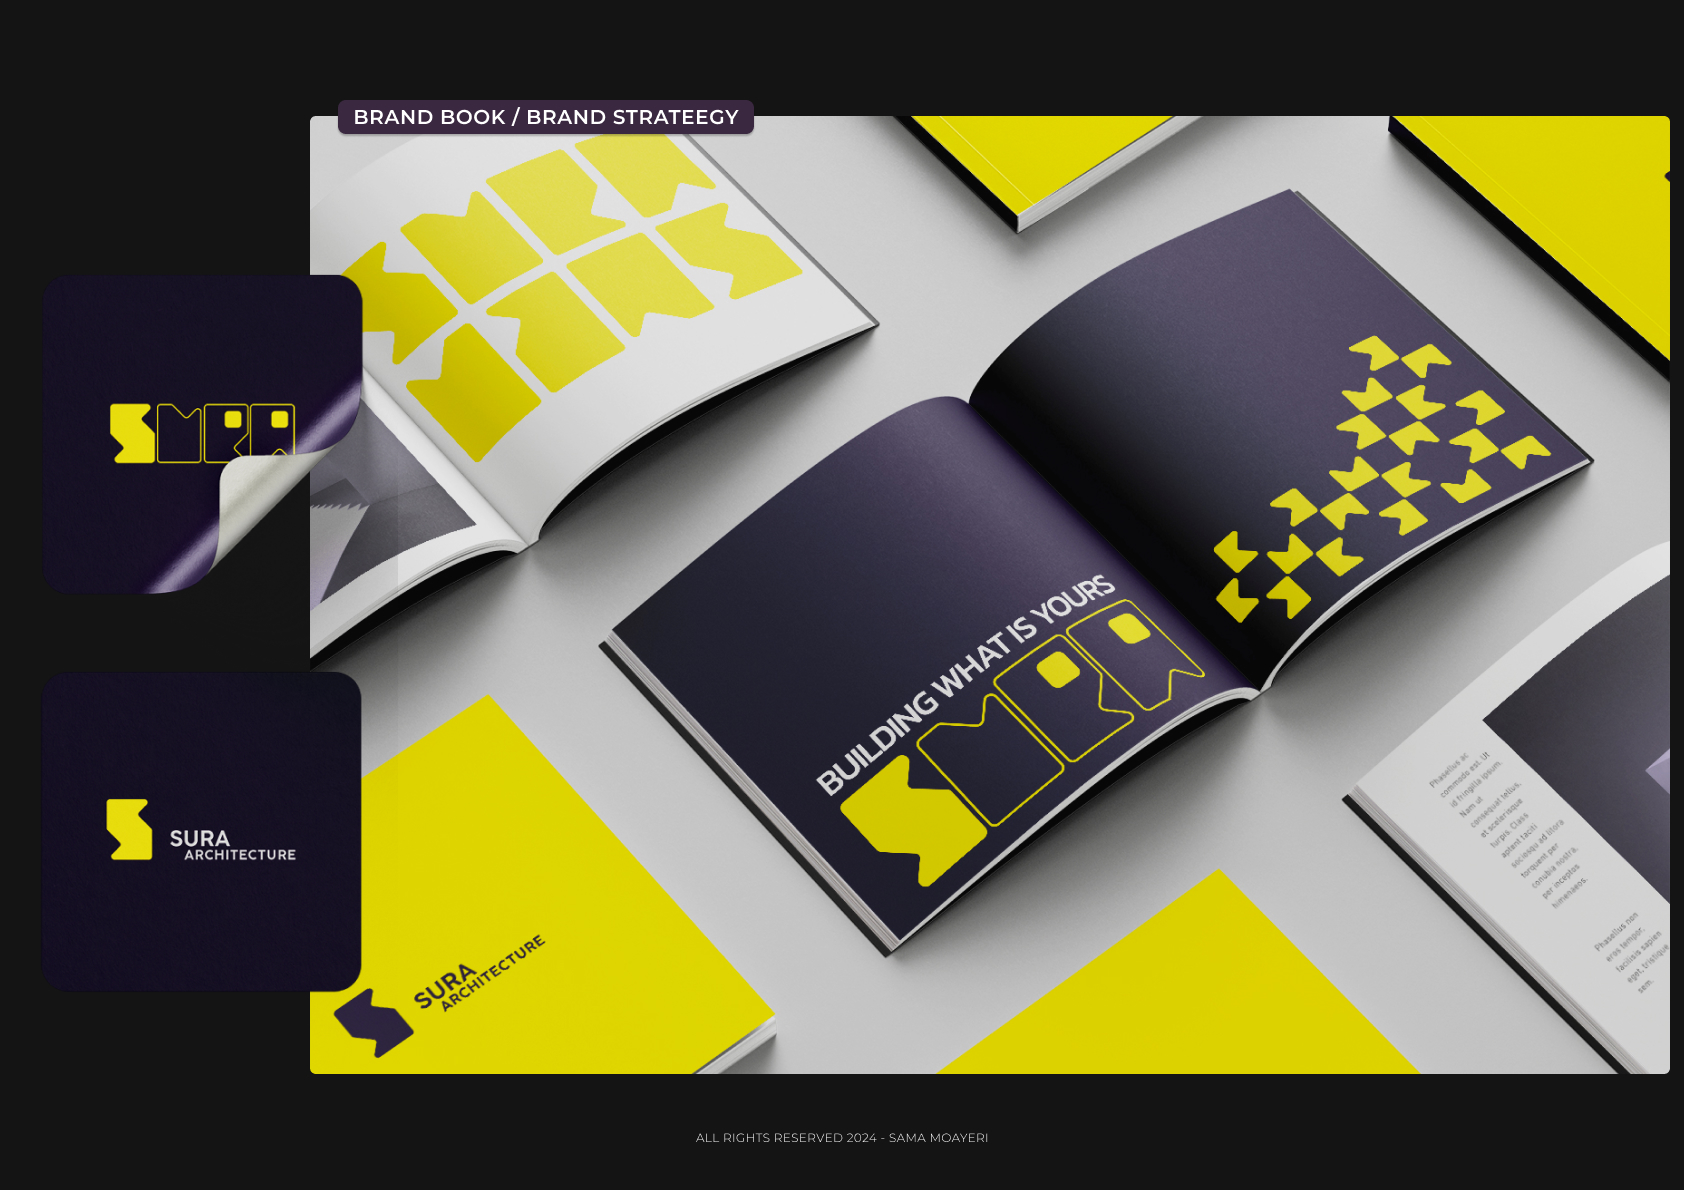 BRAND BOOK / BRAND STRATEEGY
SURA
ARCHITECTURE
BUILDING WHAT IS YOURS
SURA
ARCHITECTURE
Phasellus ac
commodo est. Ut
id fringilla ipsum.
Nam ut
consequat tellus,
et scelerisque
turpis. Class
aptent taciti
sociosqu ad litora
torquent per
conubia nostra,
per inceptos
himenaeos.
Phasellus non
eros tempor,
facilisis sapien
eget, tristique
sem.
ALL RIGHTS RESERVED 2024 - SAMA MOAYERI